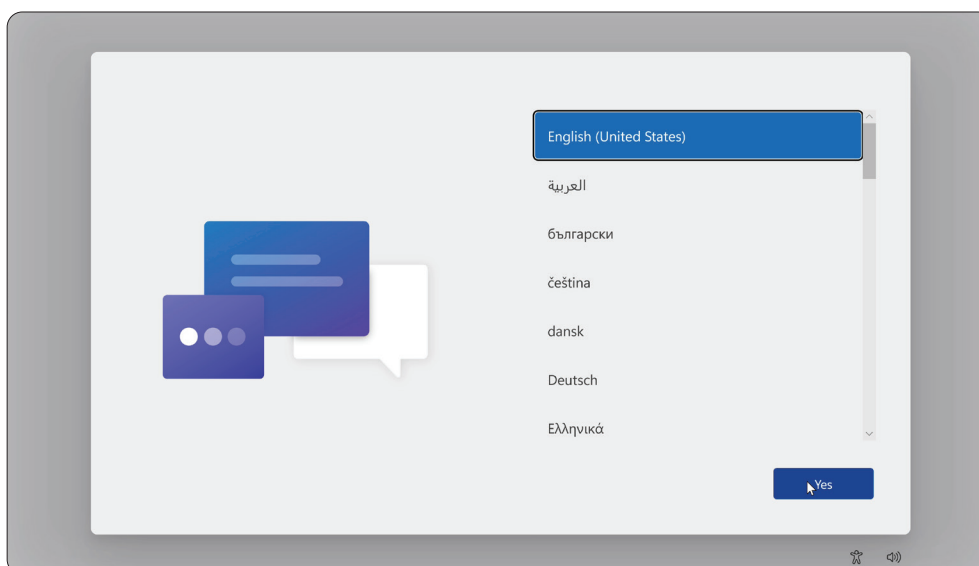 English (United States)
العربية
български
čeština
dansk
Deutsch
Ελληνικά
Yes